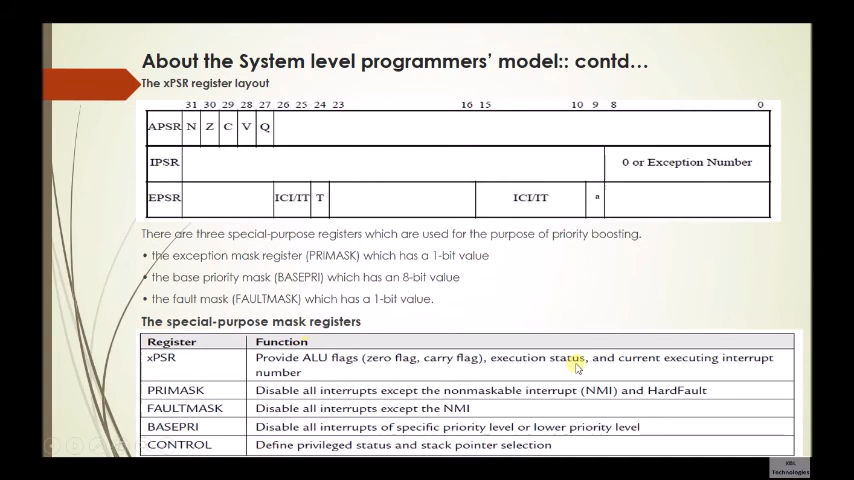 About the System level programmers' model:: contd…
The xPSR register layout
31 30 29 28 27 26 25 24 23 16 15 10 9 8 0
APSR N Z C V Q
IPSR 0 or Exception Number
EPSR ICI/IT T ICI/IT a
There are three special-purpose registers which are used for the purpose of priority boosting.
• the exception mask register (PRIMASK) which has a 1-bit value
• the base priority mask (BASEPRI) which has an 8-bit value
• the fault mask (FAULTMASK) which has a 1-bit value.
The special-purpose mask registers
Register Function
xPSR Provide ALU flags (zero flag, carry flag), execution status, and current executing interrupt
number
PRIMASK Disable all interrupts except the nonmaskable interrupt (NMI) and HardFault
FAULTMASK Disable all interrupts except the NMI
BASEPRI Disable all interrupts of specific priority level or lower priority level
CONTROL Define privileged status and stack pointer selection
Technologies